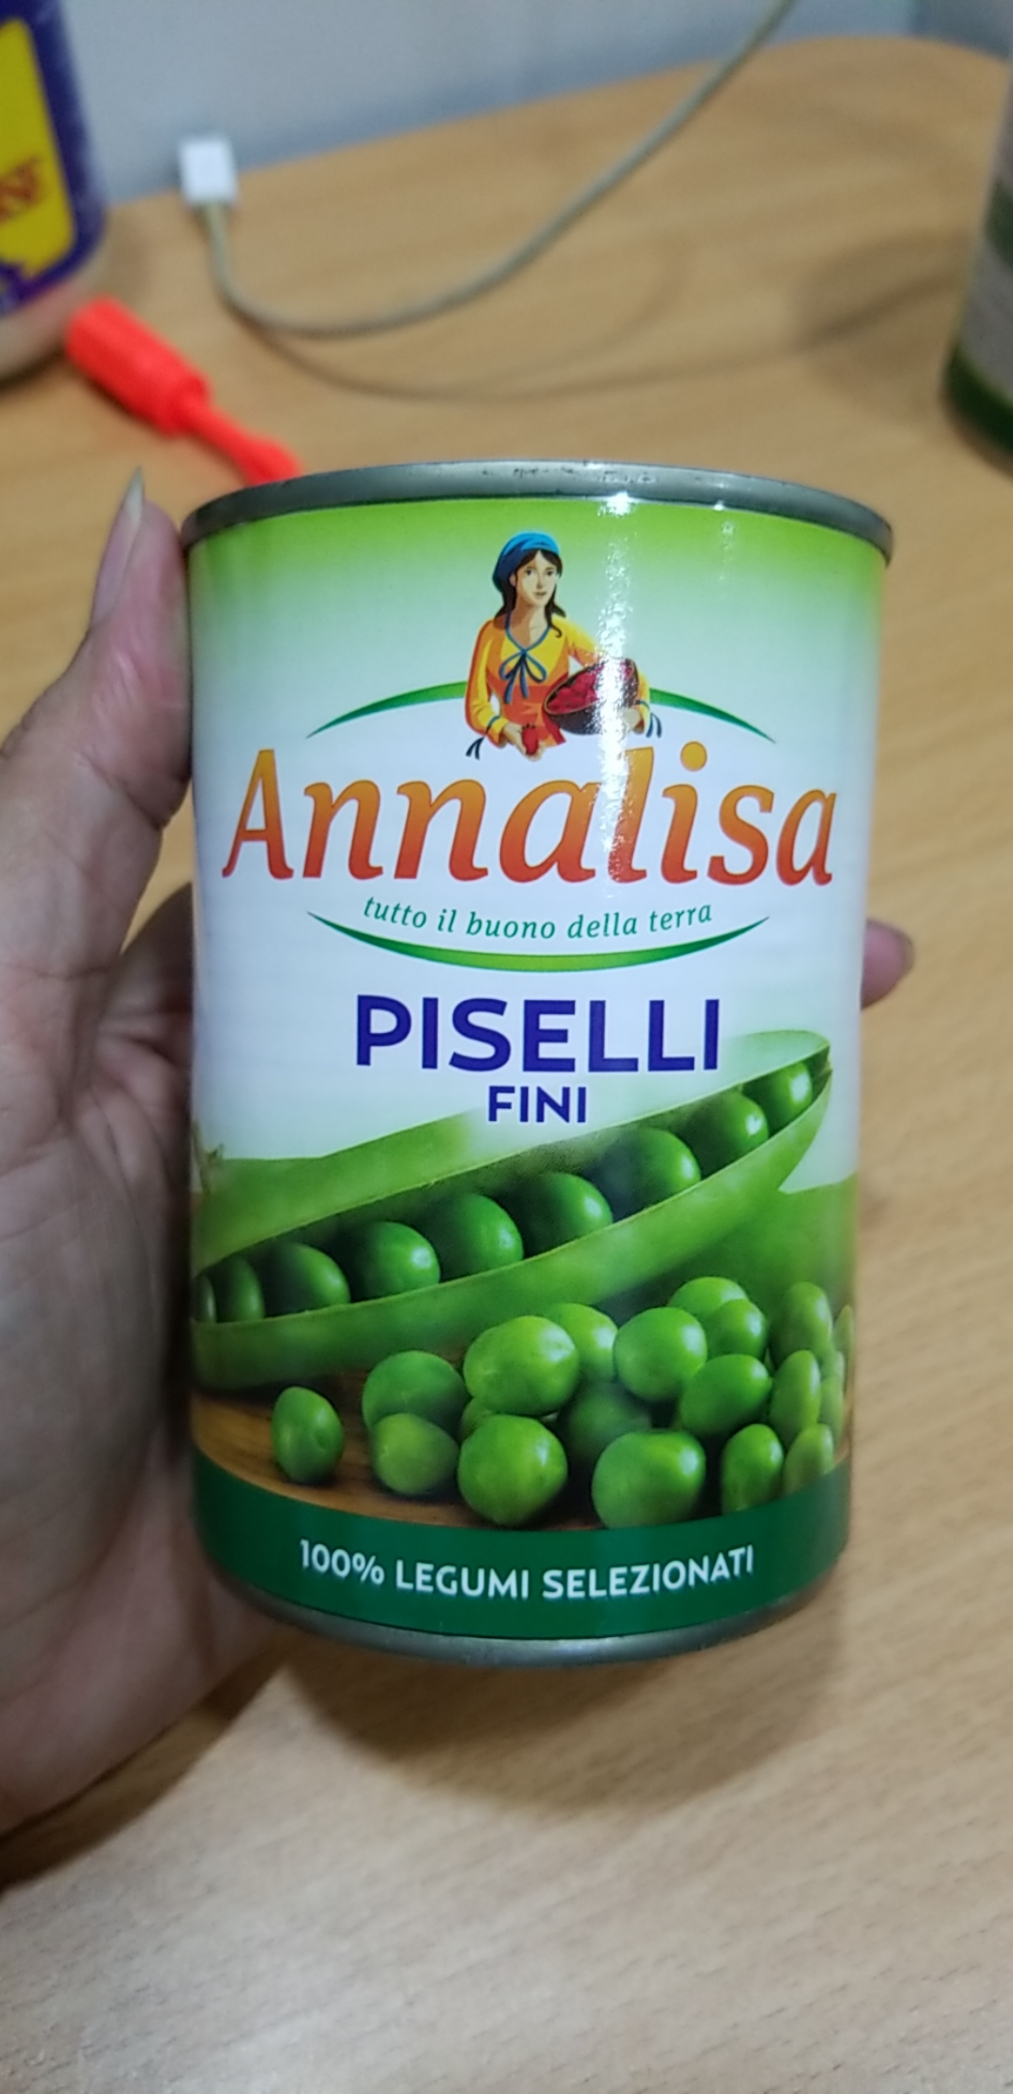 Annalisa
tutto il buono della terra
PISELLI
FINI
100% LEGUMI SELEZIONATI